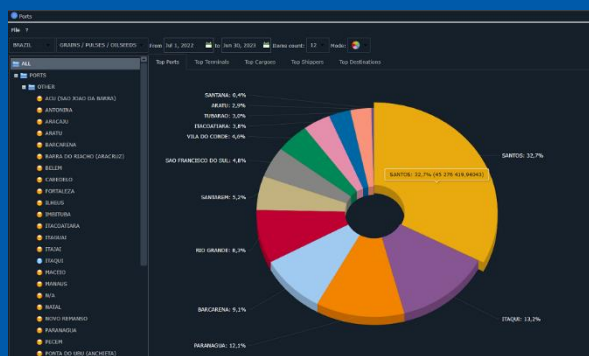 Ports
File ?
BRAZIL GRAINS / PULSES / OILSEEDS From Jul 1, 2022 to Jun 30, 2023 Items count: 12 Mode:
ALL
PORTS
OTHER
ACU (SAO JOAO DA BARRA)
ANTONINA
ARACAJU
ARATU
BARCARENA
BARRA DO RIACHO (ARACRUZ)
BELEM
CABEDELO
FORTALEZA
ILHEUS
IMBITUBA
ITACOATIARA
ITAGUAI
ITAJAI
ITAQUI
MACEIO
MANAUS
N/A
NATAL
NOVO REMANSO
PARANAGUA
PECEM
PONTA DO UBU (ANCHIETA)
Top Ports Top Terminals Top Cargoes Top Shippers Top Destinations
SANTANA: 0,4%
ARATU: 2,9%
TUBARAO: 3,0%
ITACOATIARA: 3,8%
VILA DO CONDE: 4,6%
SAO FRANCISCO DO SUL: 4,8%
SANTAREM: 5,2%
RIO GRANDE: 8,3%
BARCARENA: 9,1%
PARANAGUA: 12,1%
ITAQUI: 13,2%
SANTOS: 32,7%